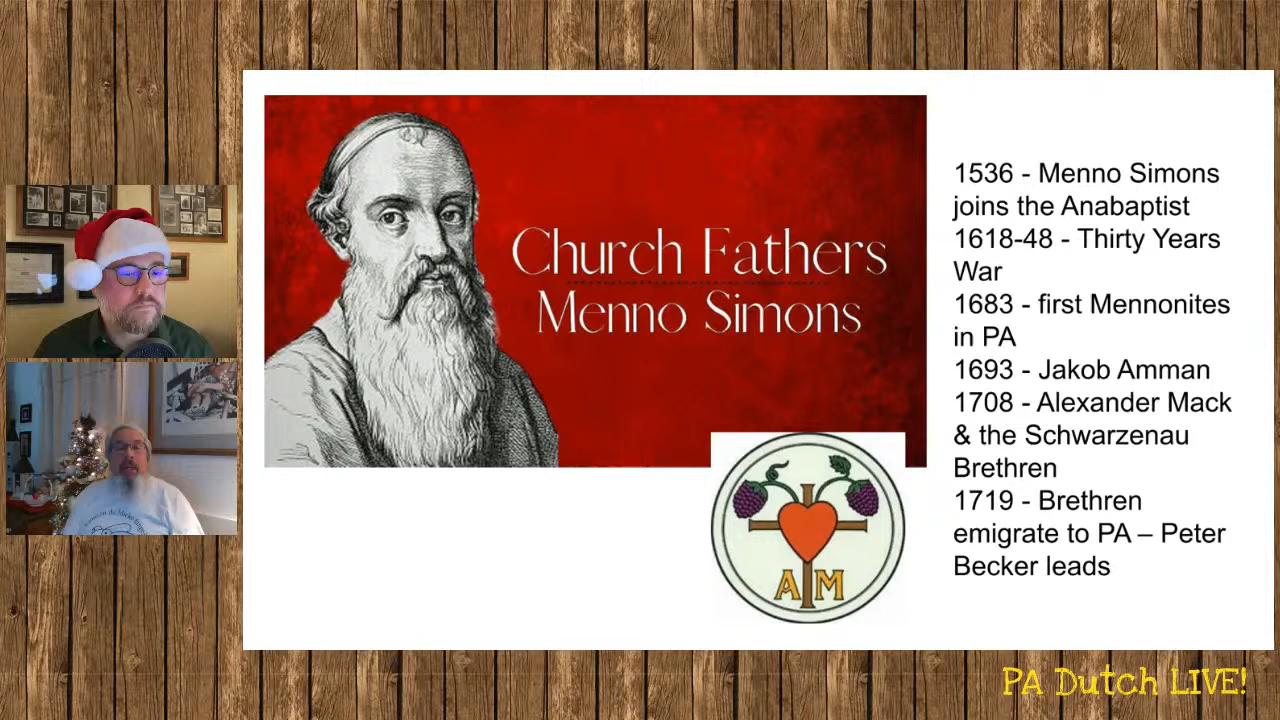 Church Fathers
Menno Simons
A M
1536 - Menno Simons
joins the Anabaptist
1618-48 - Thirty Years
War
1683 - first Mennonites
in PA
1693 - Jakob Amman
1708 - Alexander Mack
& the Schwarzenau
Brethren
1719 - Brethren
emigrate to PA – Peter
Becker leads
PA Dutch LIVE!